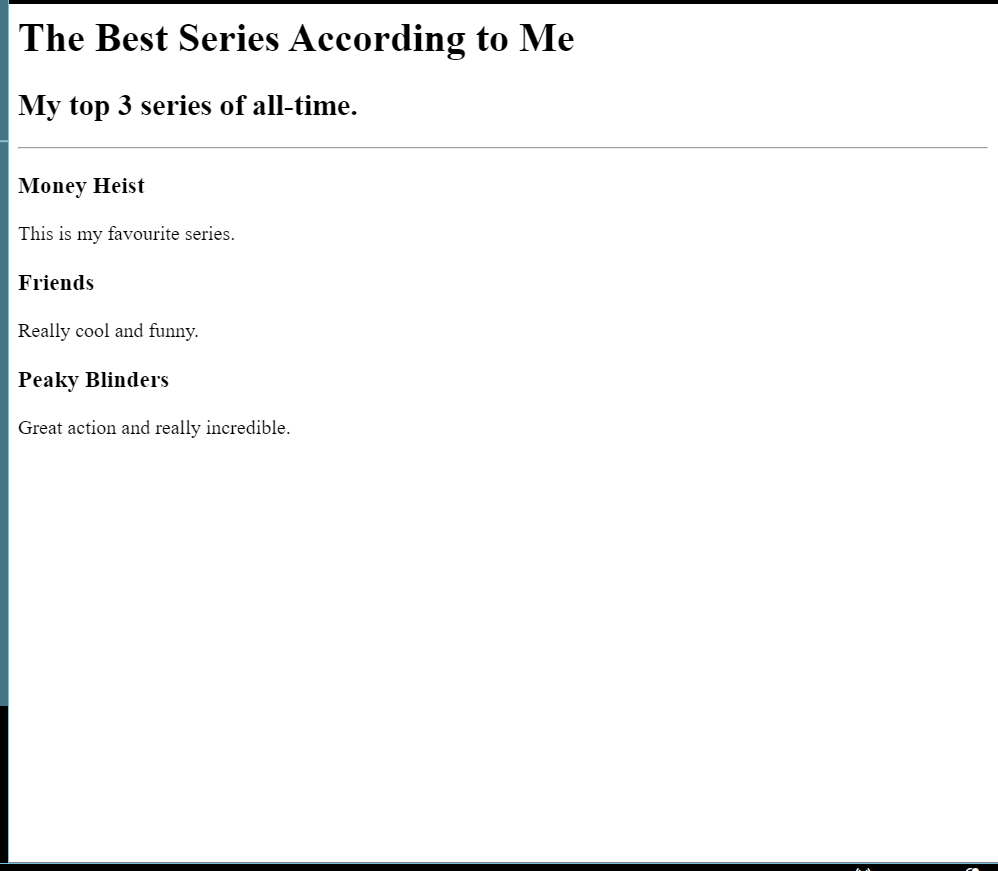 The Best Series According to Me
My top 3 series of all-time.
Money Heist
This is my favourite series.
Friends
Really cool and funny.
Peaky Blinders
Great action and really incredible.